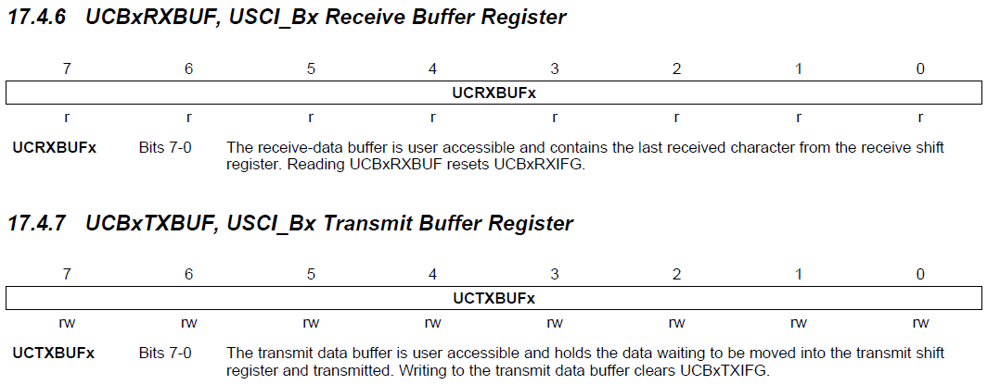 17.4.6 UCBxRXBUF, USCI_Bx Receive Buffer Register
7 6 5 4 3 2 1 0
UCRXBUFx
r r r r r r r r
UCRXBUFx Bits 7-0 The receive-data buffer is user accessible and contains the last received character from the receive shift
register. Reading UCBxRXBUF resets UCBxRXIFG.
17.4.7 UCBxTXBUF, USCI_Bx Transmit Buffer Register
7 6 5 4 3 2 1 0
UCTXBUFx
rw rw rw rw rw rw rw rw
UCTXBUFx Bits 7-0 The transmit data buffer is user accessible and holds the data waiting to be moved into the transmit shift
register and transmitted. Writing to the transmit data buffer clears UCBxTXIFG.